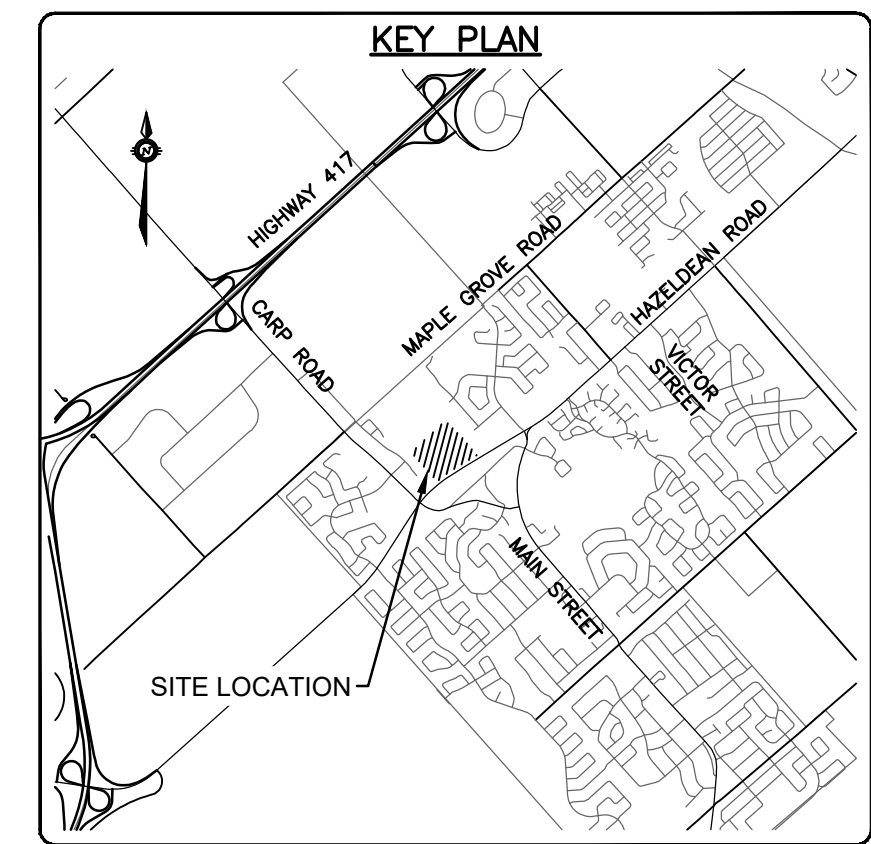 KEY PLAN
N
HIGHWAY 417
CARP ROAD
MAPLE GROVE ROAD
HAZELDEAN ROAD
VICTOR
STREET
MAIN STREET
SITE LOCATION